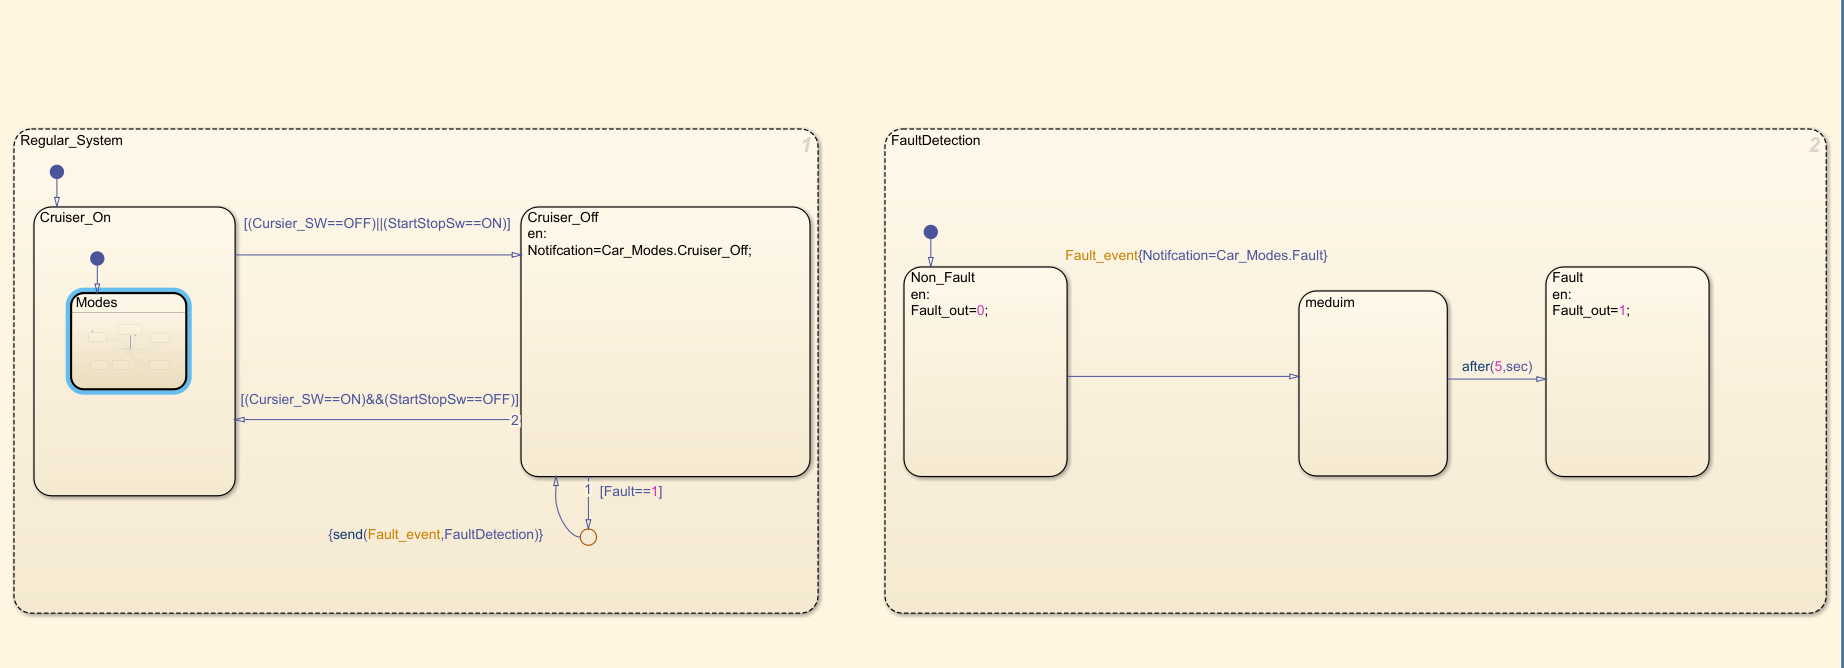 Regular_System
1
Cruiser_On
Modes
[(Cursier_SW==OFF)||(StartStopSw==ON)]
Cruiser_Off
en:
Notifcation=Car_Modes.Cruiser_Off;
[(Cursier_SW==ON)&&(StartStopSw==OFF)]
2
1
[Fault==1]
{send(Fault_event,FaultDetection)}
FaultDetection
2
Non_Fault
en:
Fault_out=0;
Fault_event{Notifcation=Car_Modes.Fault}
meduim
after(5,sec)
Fault
en:
Fault_out=1;